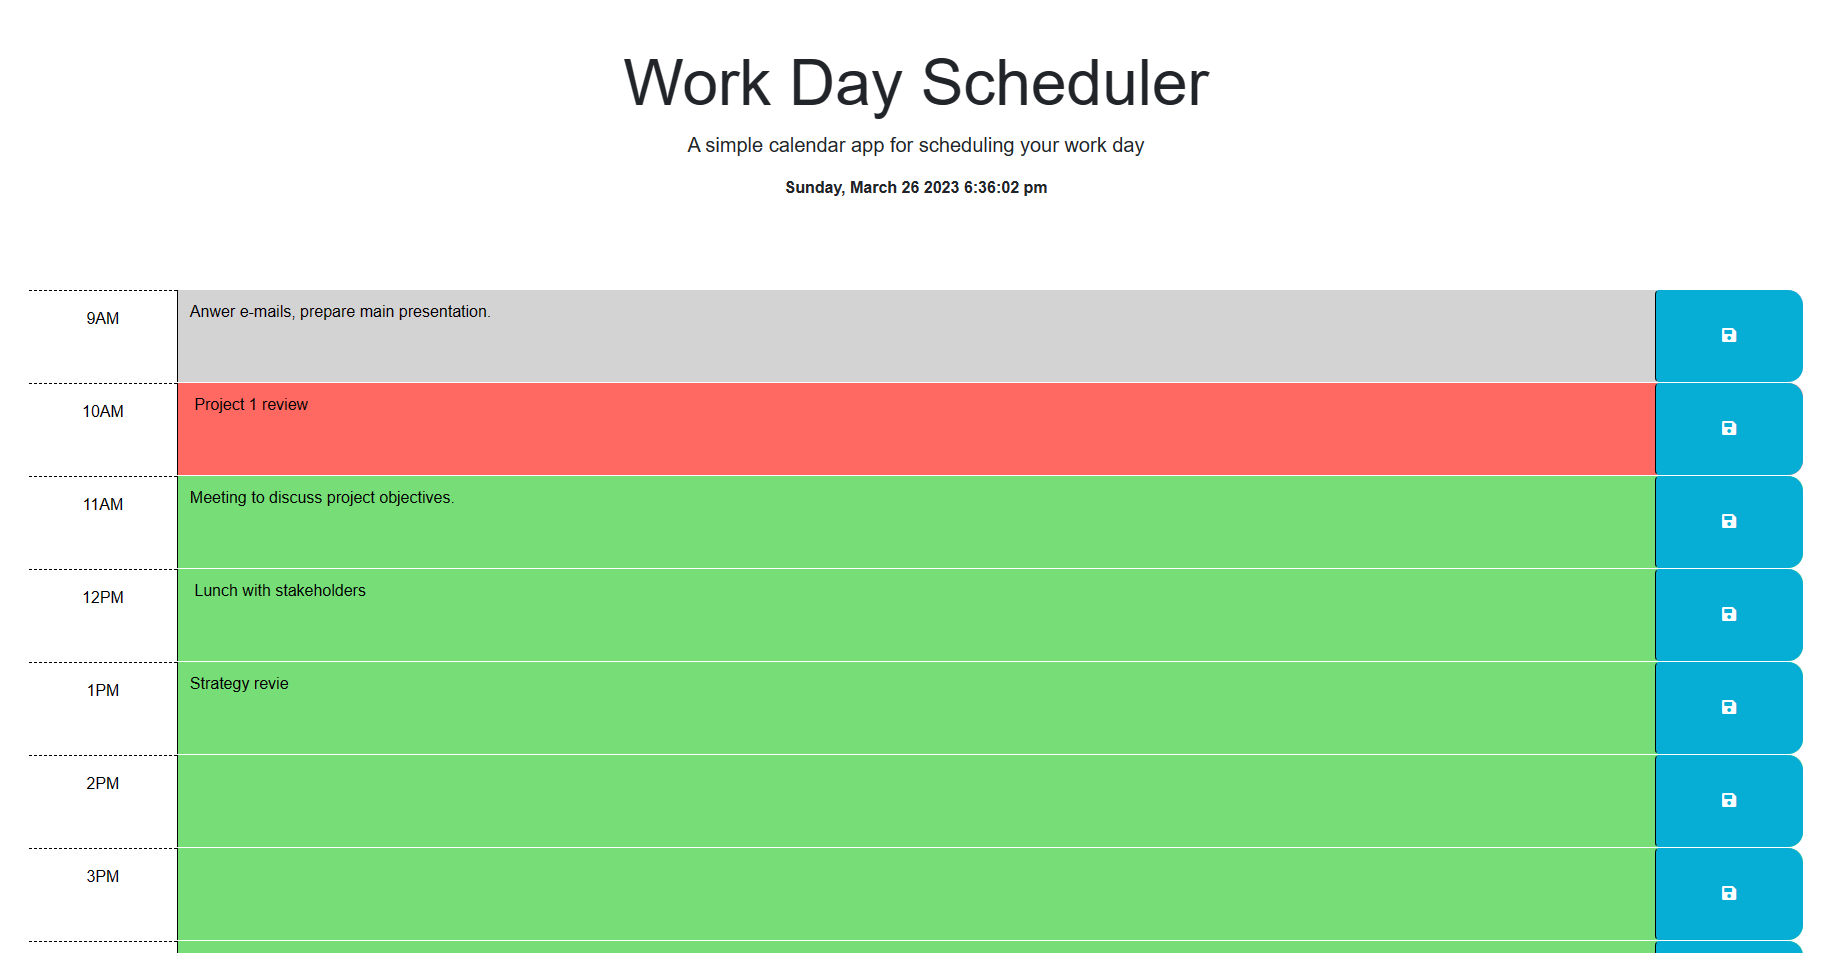 Work Day Scheduler
A simple calendar app for scheduling your work day
Sunday, March 26 2023 6:36:02 pm
9AM Anwer e-mails, prepare main presentation.
10AM Project 1 review
11AM Meeting to discuss project objectives.
12PM Lunch with stakeholders
1PM Strategy revie
2PM
3PM